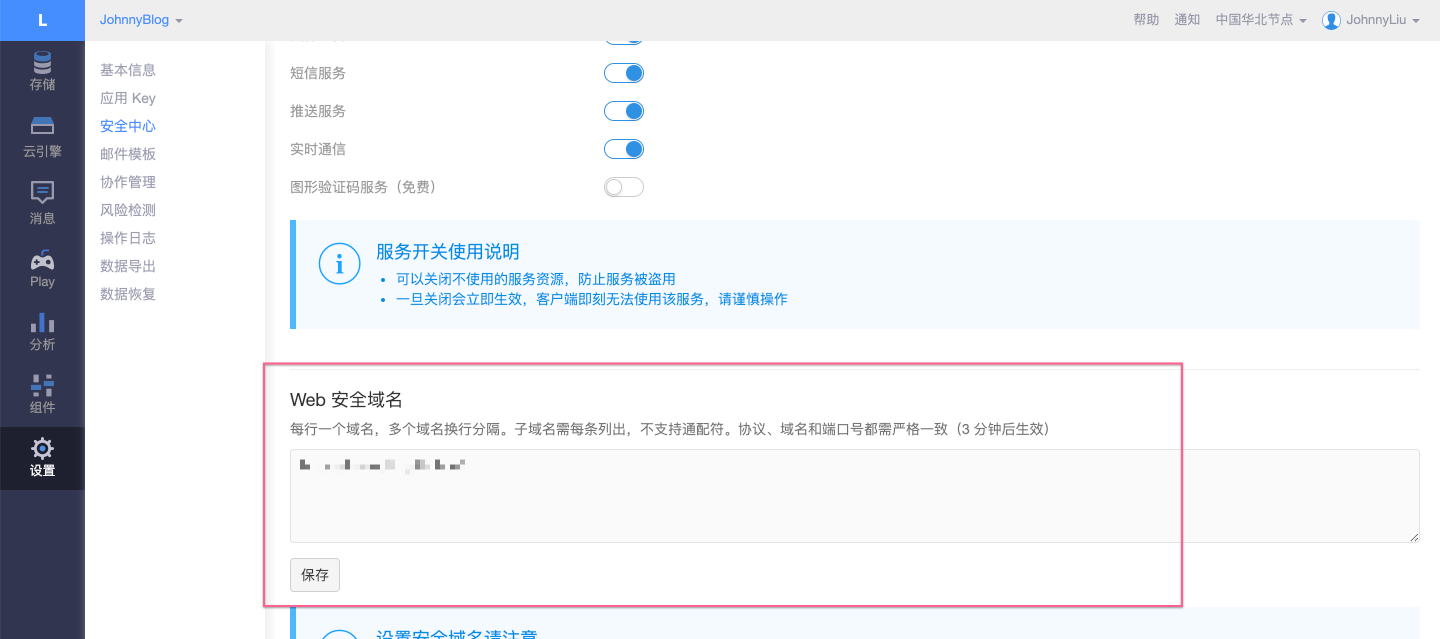 L
JohnnyBlog
帮助
通知
中国华北节点
JohnnyLiu
存储
云引擎
消息
Play
分析
组件
设置
基本信息
应用 Key
安全中心
邮件模板
协作管理
风险检测
操作日志
数据导出
数据恢复
短信服务
推送服务
实时通信
图形验证码服务（免费）
服务开关使用说明
可以关闭不使用的服务资源，防止服务被盗用
一旦关闭会立即生效，客户端即刻无法使用该服务，请谨慎操作
Web 安全域名
每行一个域名，多个域名换行分隔。子域名需每条列出，不支持通配符。协议、域名和端口号都需严格一致（3 分钟后生效）
保存
设置安全域名请注意